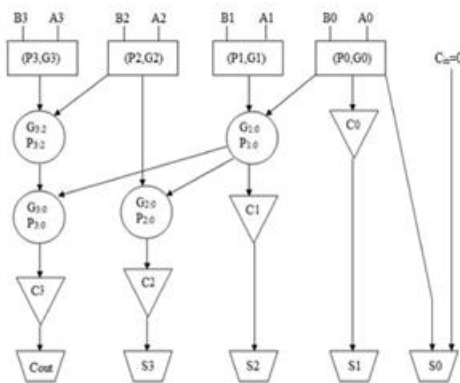 B3 A3 B2 A2 B1 A1 B0 A0
(P3,G3) (P2,G2) (P1,G1) (P0,G0) Cin=0
G3:2 G1:0 C0
P3:2 P1:0
G3:0 G2:0 C1
P3:0 P2:0
C3 C2
Cout S3 S2 S1 S0